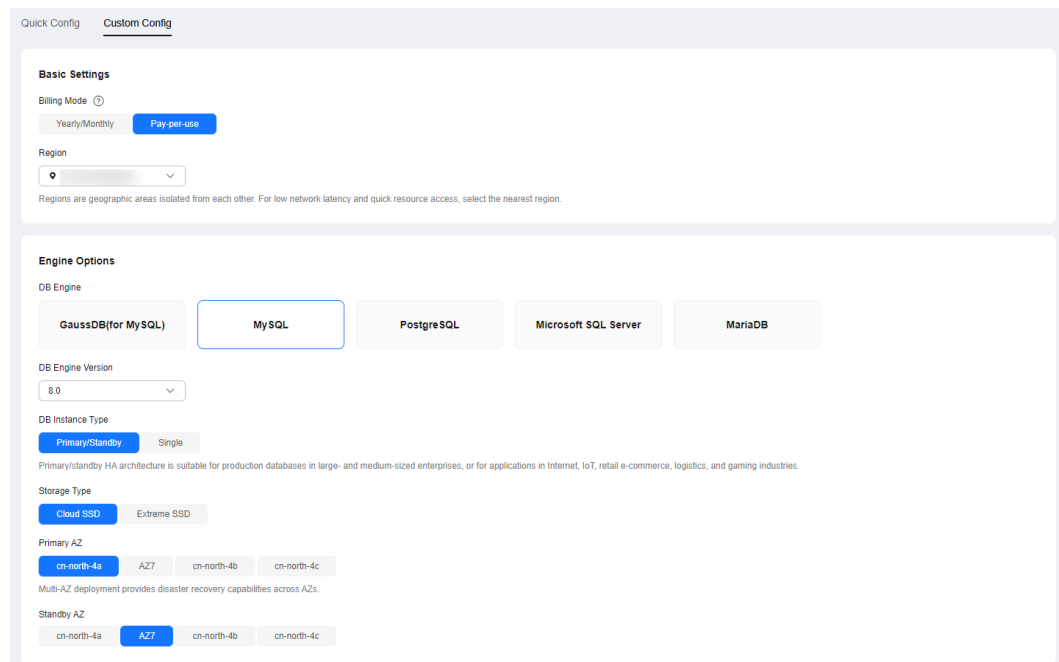 Quick Config Custom Config
Basic Settings
Billing Mode ?
Yearly/Monthly Pay-per-use
Region
Regions are geographic areas isolated from each other. For low network latency and quick resource access, select the nearest region.
Engine Options
DB Engine
GaussDB(for MySQL) MySQL PostgreSQL Microsoft SQL Server MariaDB
DB Engine Version
8.0
DB Instance Type
Primary/Standby Single
Primary/standby HA architecture is suitable for production databases in large- and medium-sized enterprises, or for applications in Internet, IoT, retail e-commerce, logistics, and gaming industries.
Storage Type
Cloud SSD Extreme SSD
Primary AZ
cn-north-4a AZ7 cn-north-4b cn-north-4c
Multi-AZ deployment provides disaster recovery capabilities across AZs.
Standby AZ
cn-north-4a AZ7 cn-north-4b cn-north-4c